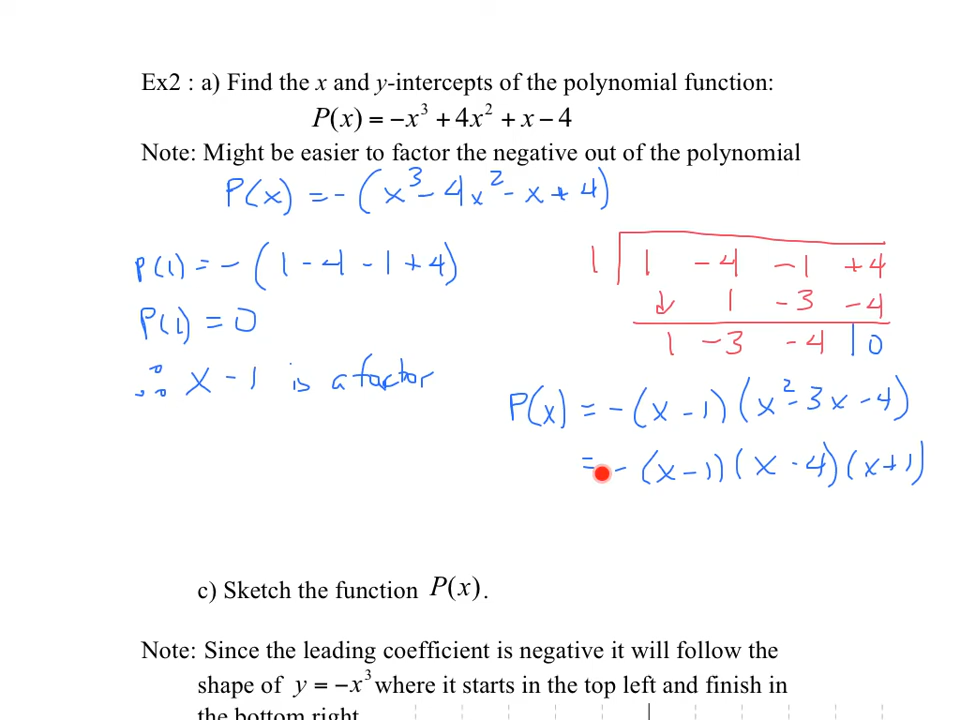 Ex2 : a) Find the x and y-intercepts of the polynomial function:
P(x) = −x³ + 4x² + x − 4
Note: Might be easier to factor the negative out of the polynomial
P(x) = - (x³ - 4x² - x + 4)
P(1) = - (1 - 4 - 1 + 4)
P(1) = 0
∴ x - 1 is a factor
1 1 -4 -1 +4
↓ 1 -3 -4
1 -3 -4 | 0
P(x) = - (x - 1)(x² - 3x - 4)
= - (x - 1)(x - 4)(x + 1)
c) Sketch the function P(x).
Note: Since the leading coefficient is negative it will follow the
shape of y = −x³ where it starts in the top left and finish in
the bottom right